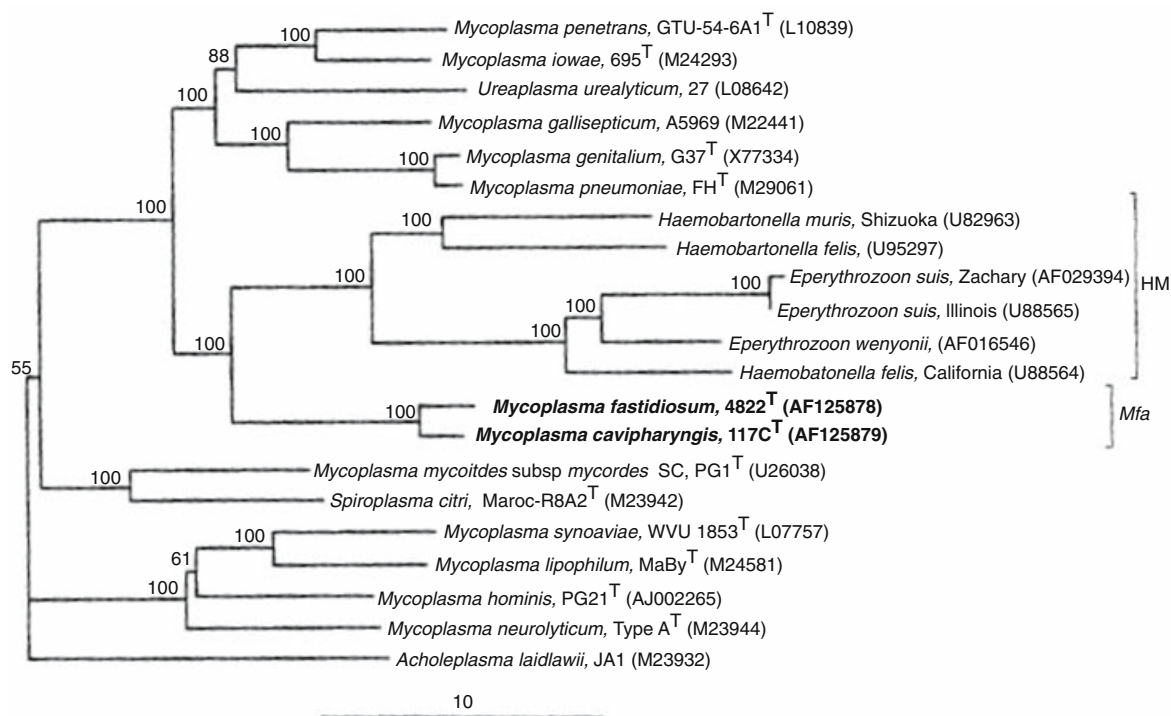 Mycoplasma penetrans, GTU-54-6A1T (L10839)
100
Mycoplasma iowae, 695T (M24293)
88
Ureaplasma urealyticum, 27 (L08642)
100
Mycoplasma gallisepticum, A5969 (M22441)
100
Mycoplasma genitalium, G37T (X77334)
100
Mycoplasma pneumoniae, FHT (M29061)
100
Haemobartonella muris, Shizuoka (U82963)
100
Haemobartonella felis, (U95297)
100
Eperythrozoon suis, Zachary (AF029394)
HM
100
Eperythrozoon suis, Illinois (U88565)
100
Eperythrozoon wenyonii, (AF016546)
100
Haemobatonella felis, California (U88564)
55
Mycoplasma fastidiosum, 4822T (AF125878)
Mfa
100
Mycoplasma cavipharyngis, 117CT (AF125879)
Mycoplasma mycoitdes subsp mycordes SC, PG1T (U26038)
100
Spiroplasma citri, Maroc-R8A2T (M23942)
Mycoplasma synoaviae, WVU 1853T (L07757)
100
61
Mycoplasma lipophilum, MaByT (M24581)
100
Mycoplasma hominis, PG21T (AJ002265)
Mycoplasma neurolyticum, Type AT (M23944)
Acholeplasma laidlawii, JA1 (M23932)
10